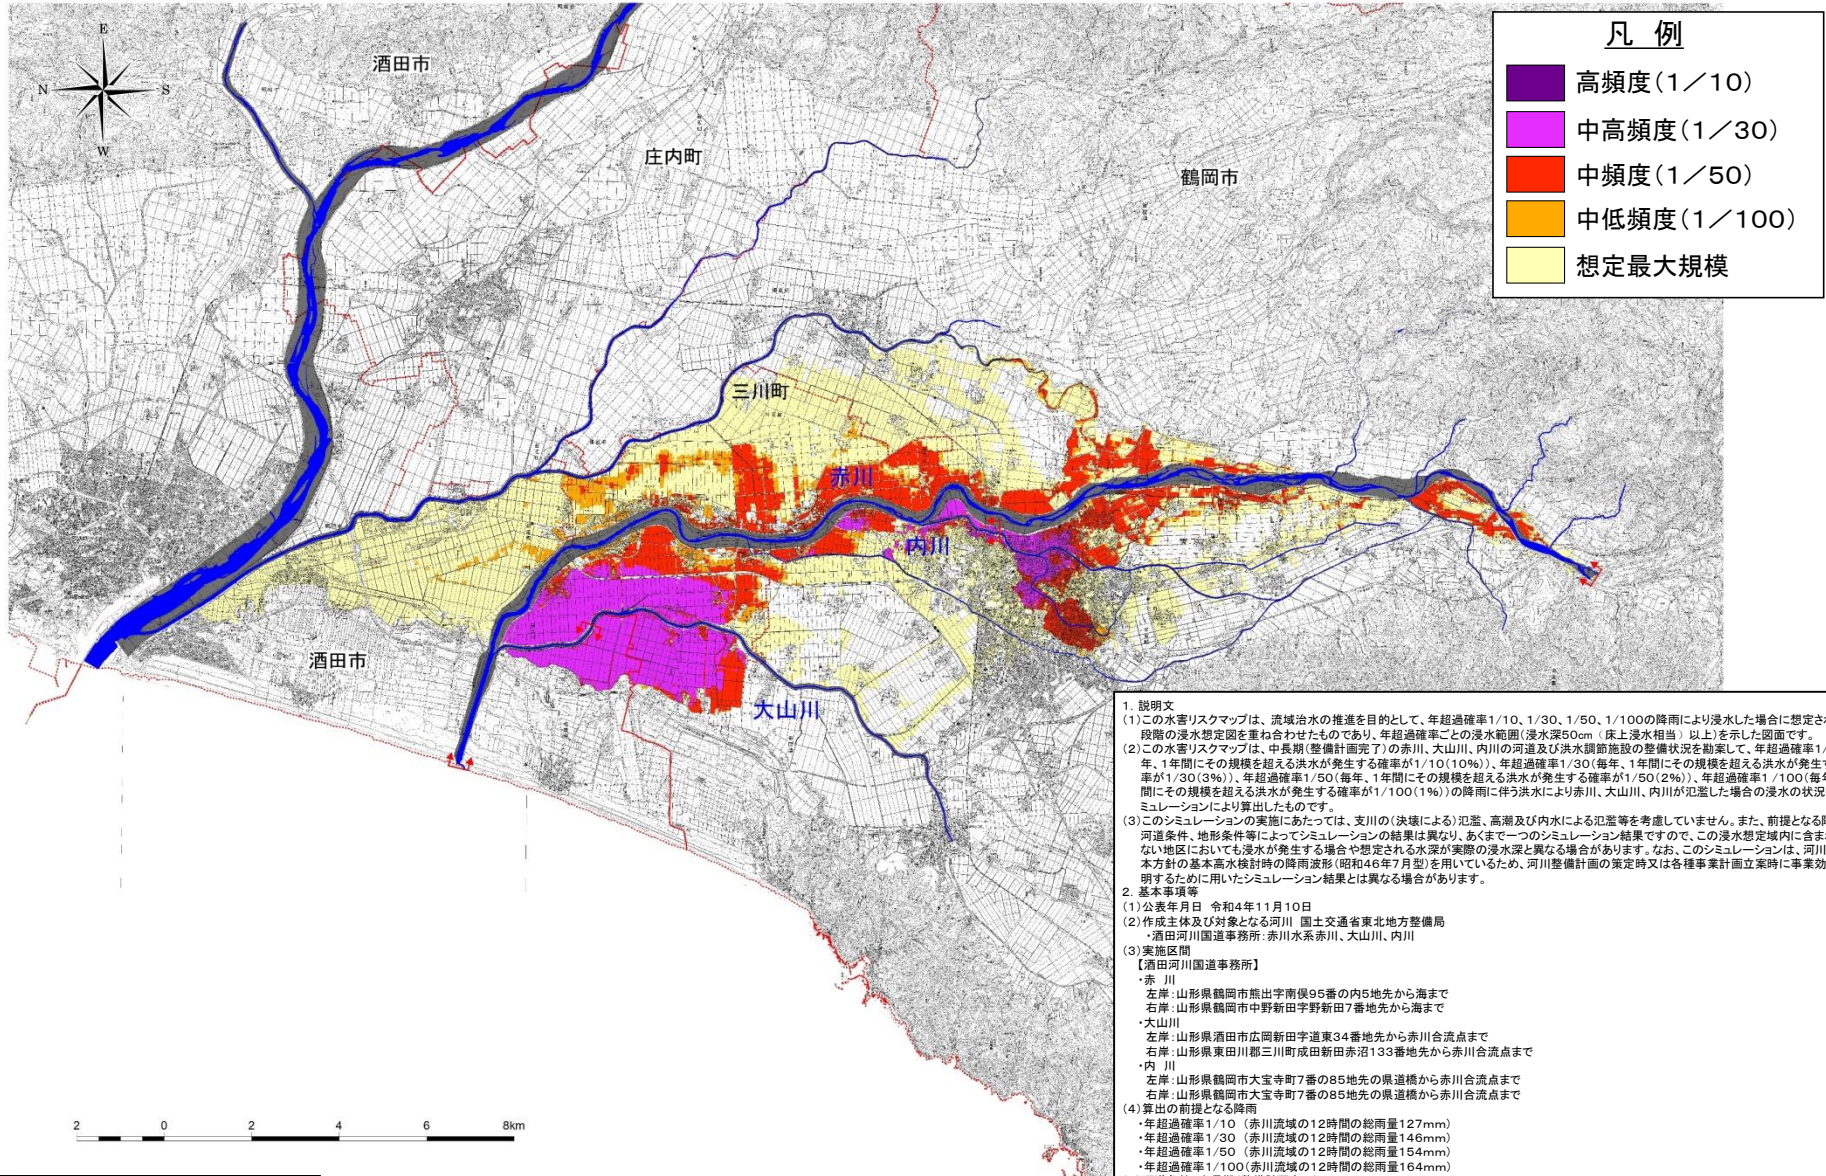 凡 例
高頻度(1/10)
中高頻度(1/30)
中頻度(1/50)
中低頻度(1/100)
想定最大規模
E
N
S
W
酒田市
庄内町
鶴岡市
三川町
赤川
内川
酒田市
大山川
2 0 2 4 6 8km
1. 説明文
(1)この水害リスクマップは、流域治水の推進を目的として、年超過確率1/10、1/30、1/50、1/100の降雨により浸水した場合に想定さ
段階の浸水想定図を重ね合わせたものであり、年超過確率ごとの浸水範囲(浸水深50cm(床上浸水相当)以上)を示した図面です。
(2)この水害リスクマップは、中長期(整備計画完了)の赤川、大山川、内川の河道及び洪水調節施設の整備状況を勘案して、年超過確率1/
年、1年間にその規模を超える洪水が発生する確率が1/10(10%))、年超過確率1/30(毎年、1年間にその規模を超える洪水が発生す
率が1/30(3%))、年超過確率1/50(毎年、1年間にその規模を超える洪水が発生する確率が1/50(2%))、年超過確率1/100(毎年
間にその規模を超える洪水が発生する確率が1/100(1%))の降雨に伴う洪水により赤川、大山川、内川が氾濫した場合の浸水の状況
ミュレーションにより算出したものです。
(3)このシミュレーションの実施にあたっては、支川の(決壊による)氾濫、高潮及び内水による氾濫等を考慮していません。また、前提となる降
河道条件、地形条件等によってシミュレーションの結果は異なり、あくまで一つのシミュレーション結果ですので、この浸水想定域内に含ま
ない地区においても浸水が発生する場合や想定される水深が実際の浸水深と異なる場合があります。なお、このシミュレーションは、河川
本方針の基本高水検討時の降雨波形(昭和46年7月型)を用いているため、河川整備計画の策定時又は各種事業計画立案時に事業効
明するために用いたシミュレーション結果とは異なる場合があります。
2. 基本事項等
(1)公表年月日 令和4年11月10日
(2)作成主体及び対象となる河川 国土交通省東北地方整備局
・酒田河川国道事務所:赤川水系赤川、大山川、内川
(3)実施区間
【酒田河川国道事務所】
・赤 川
左岸:山形県鶴岡市熊出字南俣95番の内5地先から海まで
右岸:山形県鶴岡市中野新田字野新田7番地先から海まで
・大山川
左岸:山形県酒田市広岡新田字道東34番地先から赤川合流点まで
右岸:山形県東田川郡三川町成田新田赤沼133番地先から赤川合流点まで
・内 川
左岸:山形県鶴岡市大宝寺町7番の85地先の県道橋から赤川合流点まで
右岸:山形県鶴岡市大宝寺町7番の85地先の県道橋から赤川合流点まで
(4)算出の前提となる降雨
・年超過確率1/10 (赤川流域の12時間の総雨量127mm)
・年超過確率1/30 (赤川流域の12時間の総雨量146mm)
・年超過確率1/50 (赤川流域の12時間の総雨量154mm)
・年超過確率1/100(赤川流域の12時間の総雨量164mm)